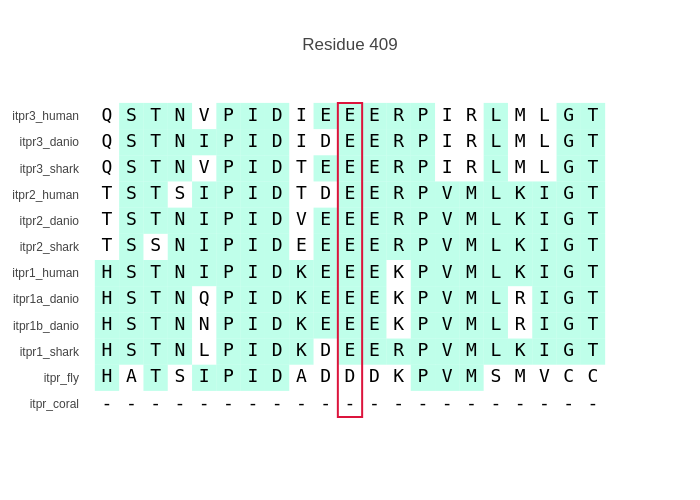 Residue 409
itpr3_human Q S T N V P I D I E E E R P I R L M L G T
itpr3_danio Q S T N I P I D I D E E R P I R L M L G T
itpr3_shark Q S T N V P I D T E E E R P I R L M L G T
itpr2_human T S T S I P I D T D E E R P V M L K I G T
itpr2_danio T S T N I P I D V E E E R P V M L K I G T
itpr2_shark T S S N I P I D E E E E R P V M L K I G T
itpr1_human H S T N I P I D K E E E K P V M L K I G T
itpr1a_danio H S T N Q P I D K E E E K P V M L R I G T
itpr1b_danio H S T N N P I D K E E E K P V M L R I G T
itpr1_shark H S T N L P I D K D E E R P V M L K I G T
itpr_fly H A T S I P I D A D D D K P V M S M V C C
itpr_coral - - - - - - - - - - - - - - - - - - - - -